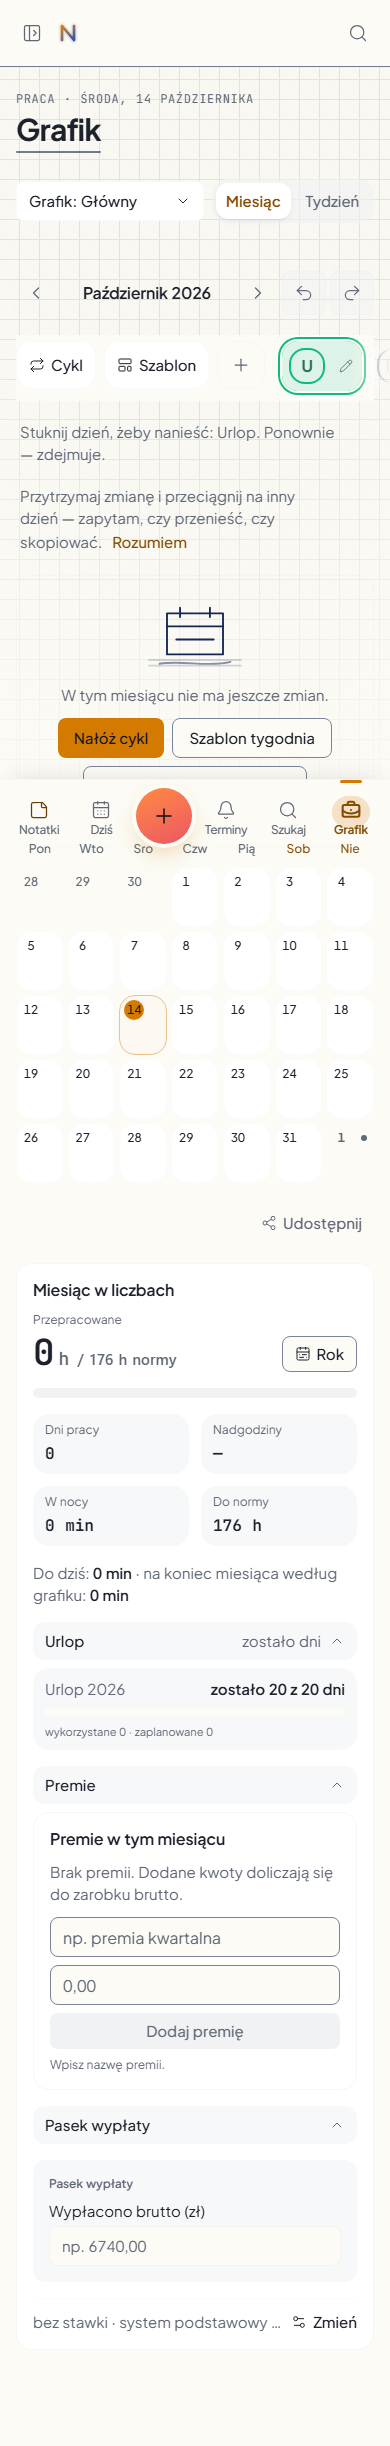 N
PRACA · ŚRODA, 14 PAŹDZIERNIKA
Grafik
Grafik: Główny
Miesiąc
Tydzień
Październik 2026
Cykl
Szablon
U
Stuknij dzień, żeby nanieść: Urlop. Ponownie
— zdejmuje.
Przytrzymaj zmianę i przeciągnij na inny
dzień — zapytam, czy przenieść, czy
skopiować. Rozumiem
W tym miesiącu nie ma jeszcze zmian.
Nałóż cykl
Szablon tygodnia
Notatki Dziś Terminy Szukaj Grafik
Pon Wto Śro Czw Pią Sob Nie
28 29 30 1 2 3 4
5 6 7 8 9 10 11
12 13 14 15 16 17 18
19 20 21 22 23 24 25
26 27 28 29 30 31 1
Udostępnij
Miesiąc w liczbach
Przepracowane
0 h / 176 h normy
Rok
Dni pracy
0
Nadgodziny
—
W nocy
0 min
Do normy
176 h
Do dziś: 0 min · na koniec miesiąca według
grafiku: 0 min
Urlop
zostało dni
Urlop 2026
zostało 20 z 20 dni
wykorzystane 0 · zaplanowane 0
Premie
Premie w tym miesiącu
Brak premii. Dodane kwoty doliczają się
do zarobku brutto.
np. premia kwartalna
0,00
Dodaj premię
Wpisz nazwę premii.
Pasek wypłaty
Pasek wypłaty
Wypłacono brutto (zł)
np. 6740,00
bez stawki · system podstawowy …
Zmień